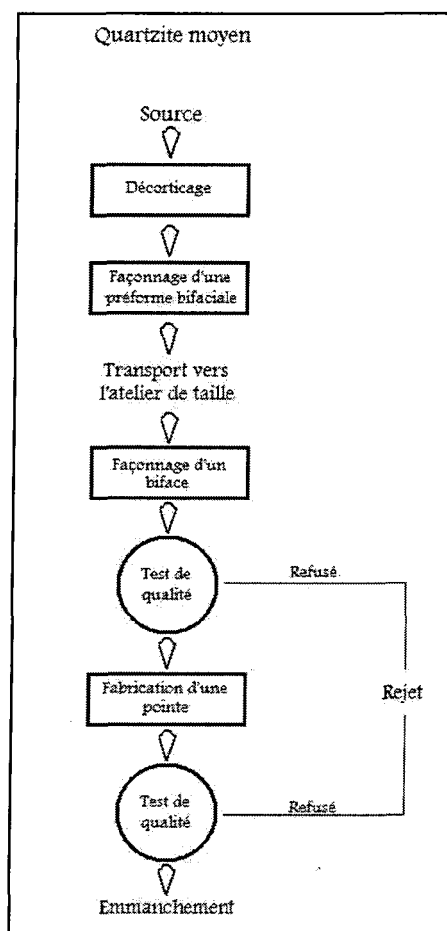 Quartzite moyen
Source
Décorticage
Façonnage d'une
préforme bifaciale
Transport vers
l'atelier de taille
Façonnage d'un
biface
Test de
qualité
Refusé
Fabrication d'une
pointe
Rejet
Test de
qualité
Refusé
Emmanchement